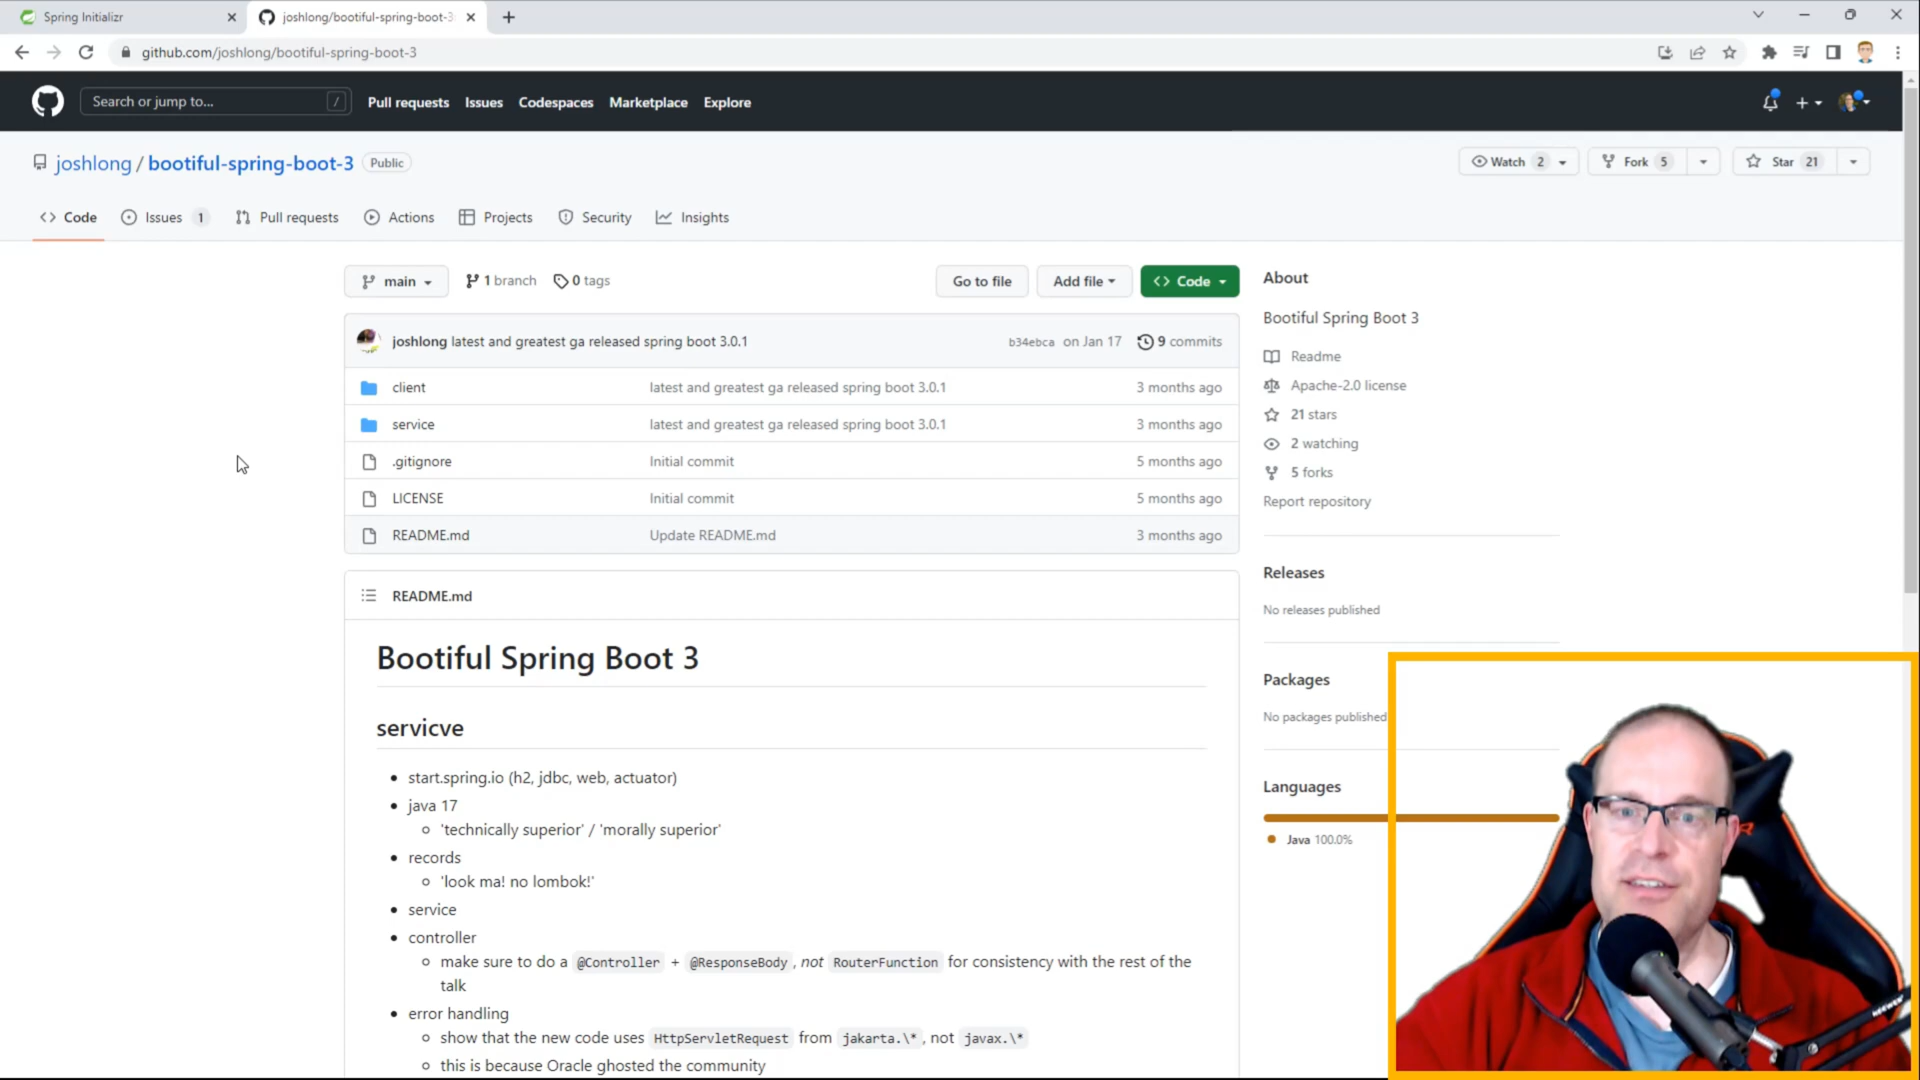 Spring Initializr
joshlong/bootiful-spring-boot-3
github.com/joshlong/bootiful-spring-boot-3
Search or jump to... /
Pull requests Issues Codespaces Marketplace Explore
joshlong / bootiful-spring-boot-3 Public
Watch 2 Fork 5 Star 21
Code Issues 1 Pull requests Actions Projects Security Insights
main 1 branch 0 tags Go to file Add file Code
joshlong latest and greatest ga released spring boot 3.0.1 b34ebca on Jan 17 9 commits
client latest and greatest ga released spring boot 3.0.1 3 months ago
service latest and greatest ga released spring boot 3.0.1 3 months ago
.gitignore Initial commit 5 months ago
LICENSE Initial commit 5 months ago
README.md Update README.md 3 months ago
README.md
Bootiful Spring Boot 3
servicve
start.spring.io (h2, jdbc, web, actuator)
java 17
'technically superior' / 'morally superior'
records
'look ma! no lombok!'
service
controller
make sure to do a @Controller + @ResponseBody, not RouterFunction for consistency with the rest of the
talk
error handling
show that the new code uses HttpServletRequest from jakarta.\*, not javax.\*
this is because Oracle ghosted the community
About
Bootiful Spring Boot 3
Readme
Apache-2.0 license
21 stars
2 watching
5 forks
Report repository
Releases
No releases published
Packages
No packages published
Languages
Java 100.0%